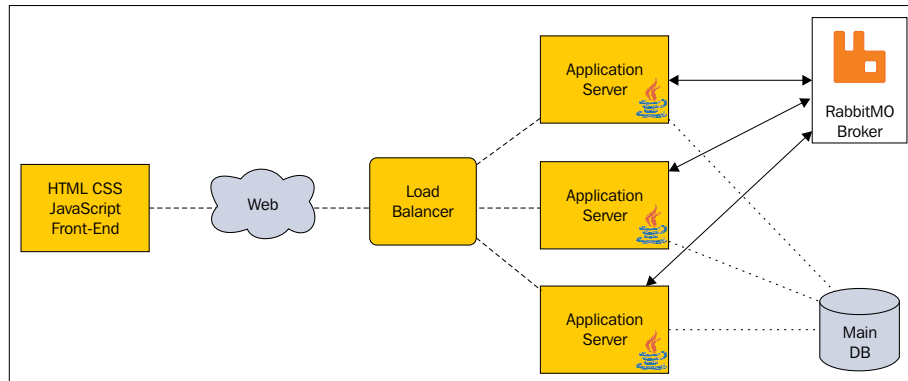 HTML CSS
JavaScript
Front-End
Web
Load
Balancer
Application
Server
Application
Server
Application
Server
RabbitMO
Broker
Main
DB